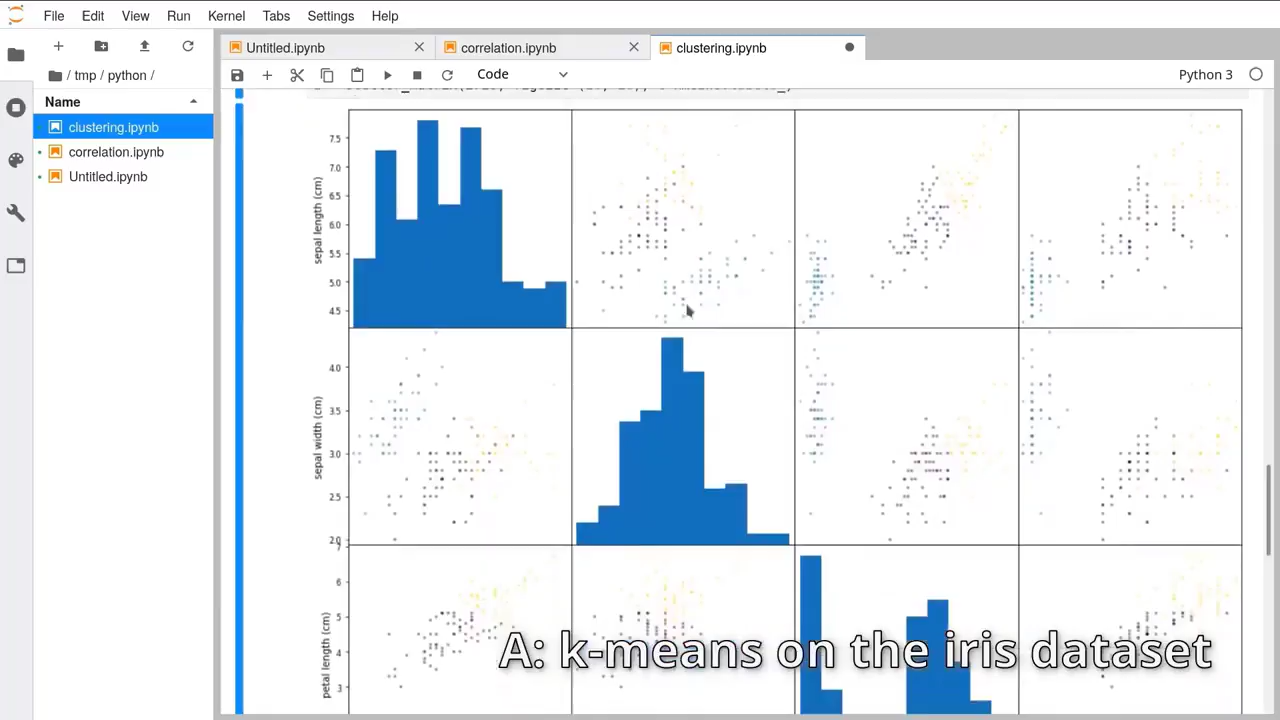 File Edit View Run Kernel Tabs Settings Help
Untitled.ipynb
correlation.ipynb
clustering.ipynb
Code
Python 3
/ tmp / python /
Name
clustering.ipynb
correlation.ipynb
Untitled.ipynb
sepal length (cm)
7.5
7.0
6.5
6.0
5.5
5.0
4.5
sepal width (cm)
4.0
3.5
3.0
2.5
2.0
petal length (cm)
7
6
5
4
3
A: k-means on the iris dataset